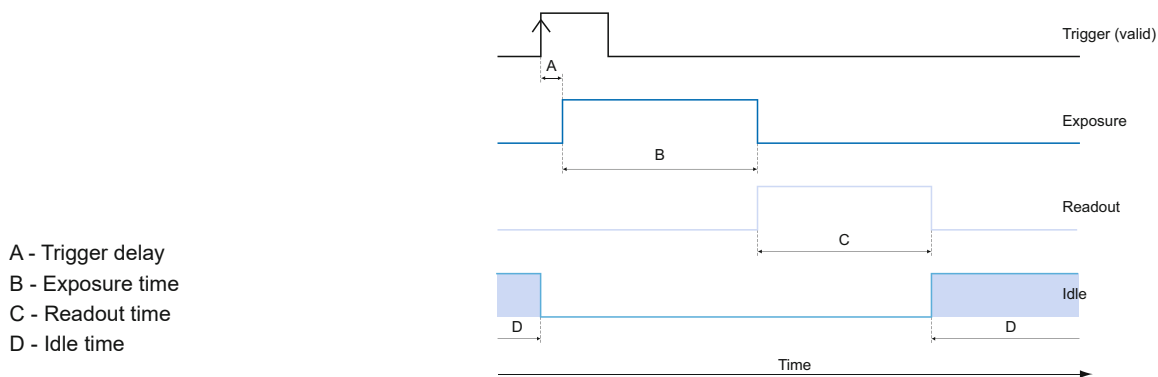 Trigger (valid)
A
Exposure
B
Readout
C
A - Trigger delay
B - Exposure time
C - Readout time
D - Idle time
Idle
D
D
Time